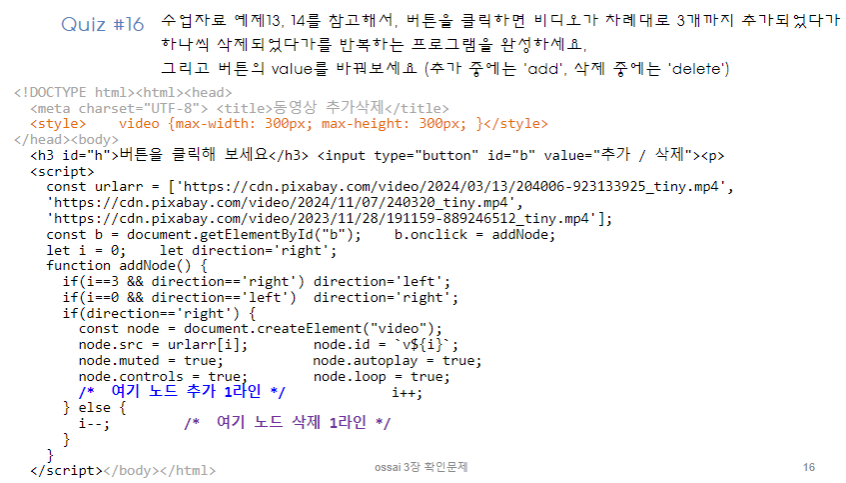 Quiz #16 수업자료 예제13, 14를 참고해서, 버튼을 클릭하면 비디오가 차례대로 3개까지 추가되었다가
하나씩 삭제되었다가를 반복하는 프로그램을 완성하세요.
그리고 버튼의 value를 바꿔보세요 (추가 중에는 'add', 삭제 중에는 'delete')
<!DOCTYPE html><html><head>
<meta charset="UTF-8"> <title>동영상 추가삭제</title>
<style>    video {max-width: 300px; max-height: 300px; }</style>
</head><body>
<h3 id="h">버튼을 클릭해 보세요</h3> <input type="button" id="b" value="추가 / 삭제"><p>
<script>
const urlarr = ['https://cdn.pixabay.com/video/2024/03/13/204006-923133925_tiny.mp4',
'https://cdn.pixabay.com/video/2024/11/07/240320_tiny.mp4',
'https://cdn.pixabay.com/video/2023/11/28/191159-889246512_tiny.mp4'];
const b = document.getElementById("b");    b.onclick = addNode;
let i = 0;    let direction='right';
function addNode() {
if(i==3 && direction=='right') direction='left';
if(i==0 && direction=='left')  direction='right';
if(direction=='right') {
const node = document.createElement("video");
node.src = urlarr[i];        node.id = `v${i}`;
node.muted = true;           node.autoplay = true;
node.controls = true;        node.loop = true;
/*  여기 노드 추가 1라인 */             i++;
} else {
i--;         /*  여기 노드 삭제 1라인 */
}
}
</script></body></html>
ossai 3장 확인문제
16